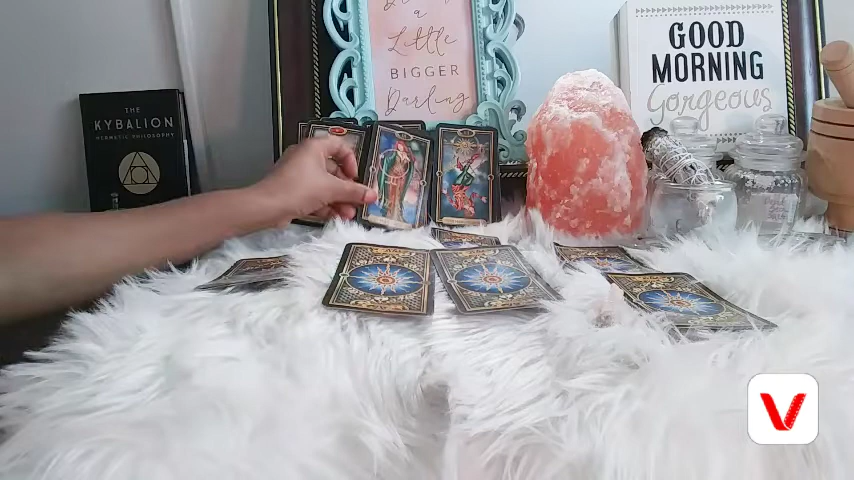 THE
KYBALION
HERMETIC PHILOSOPHY
a
Little
BIGGER
Darling
GOOD
MORNING
Gorgeous